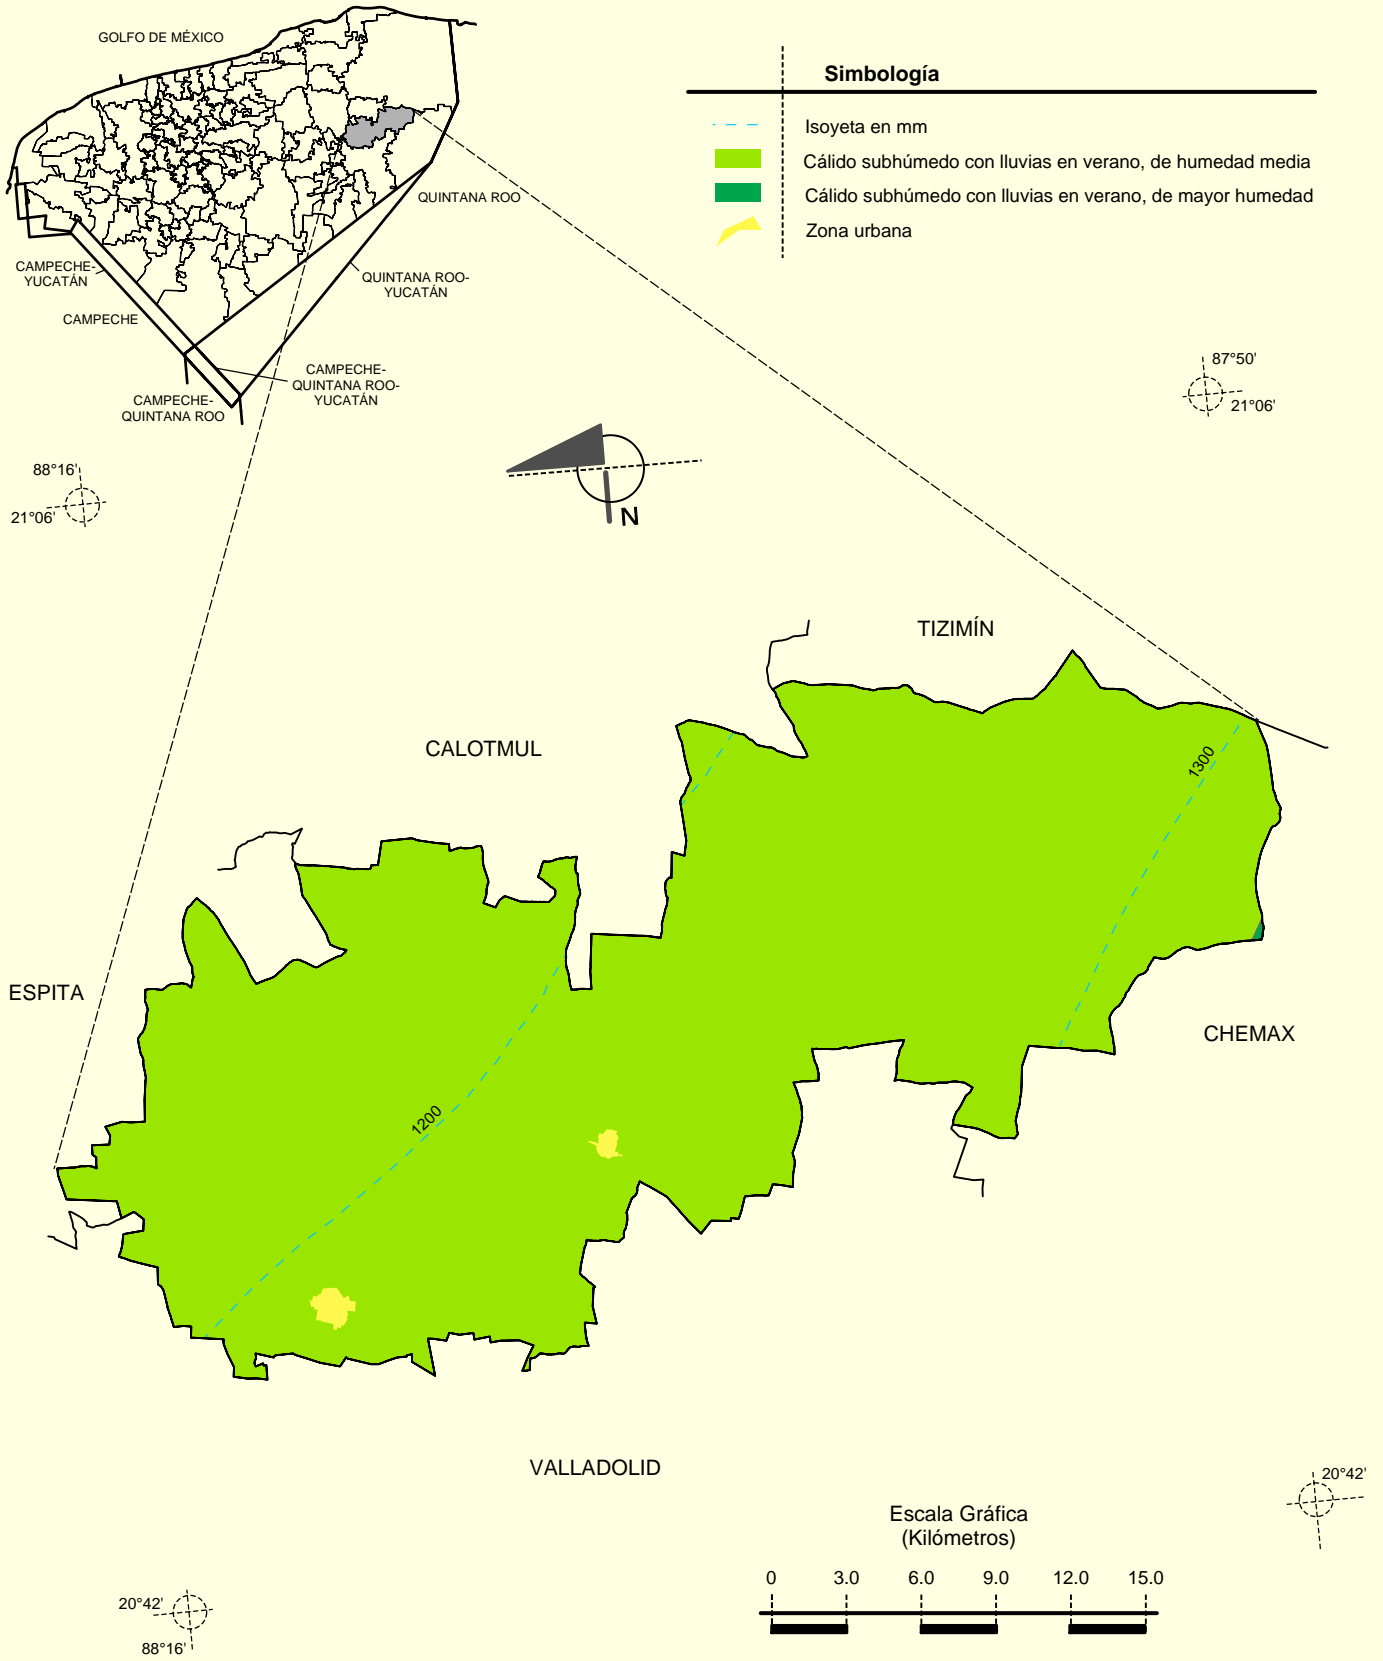 GOLFO DE MÉXICO
QUINTANA ROO
CAMPECHE-
YUCATÁN
QUINTANA ROO-
YUCATÁN
CAMPECHE
CAMPECHE-
QUINTANA ROO-
YUCATÁN
CAMPECHE-
QUINTANA ROO
Simbología
Isoyeta en mm
Cálido subhúmedo con lluvias en verano, de humedad media
Cálido subhúmedo con lluvias en verano, de mayor humedad
Zona urbana
87°50'
21°06'
88°16'
21°06'
N
TIZIMÍN
CALOTMUL
1300
ESPITA
CHEMAX
1200
VALLADOLID
20°42'
Escala Gráfica
(Kilómetros)
0 3.0 6.0 9.0 12.0 15.0
20°42'
88°16'